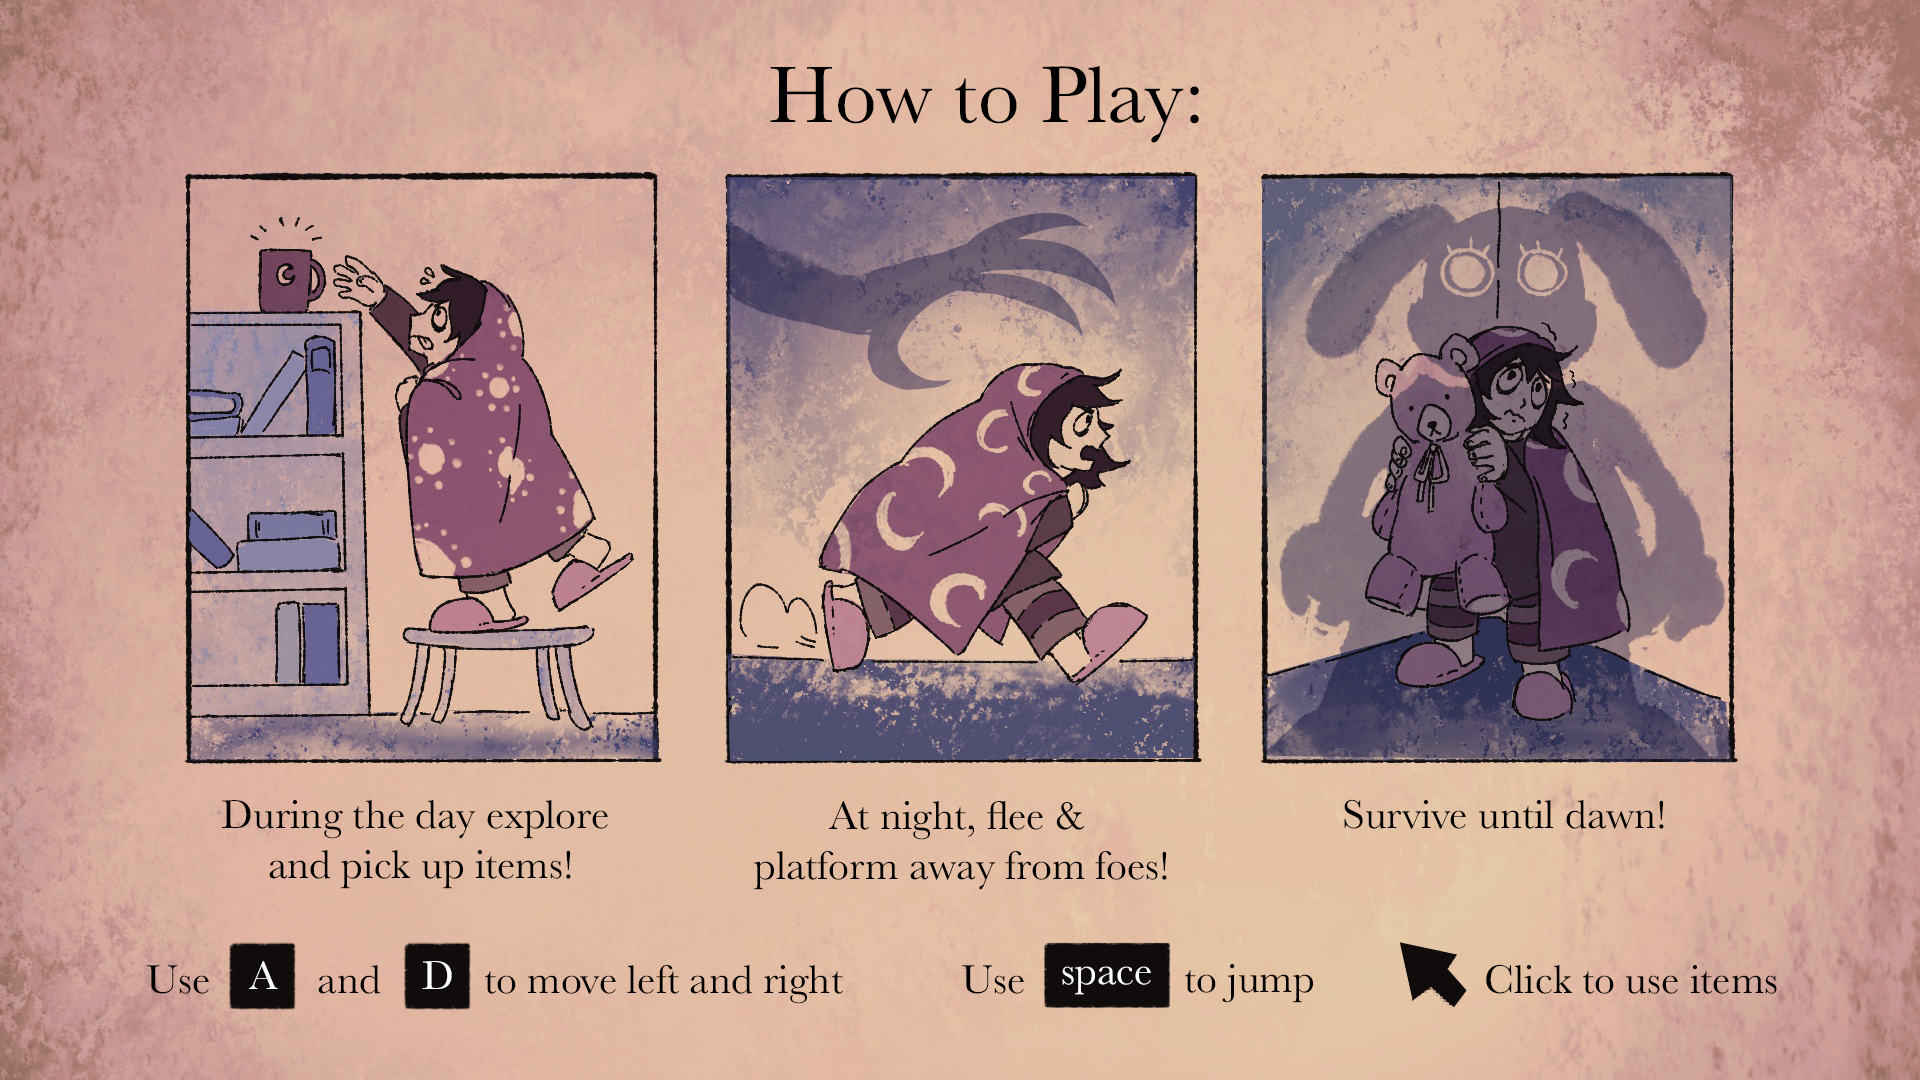 How to Play:
During the day explore
and pick up items!
At night, flee &
platform away from foes!
Survive until dawn!
Use A and D to move left and right
Use space to jump
Click to use items